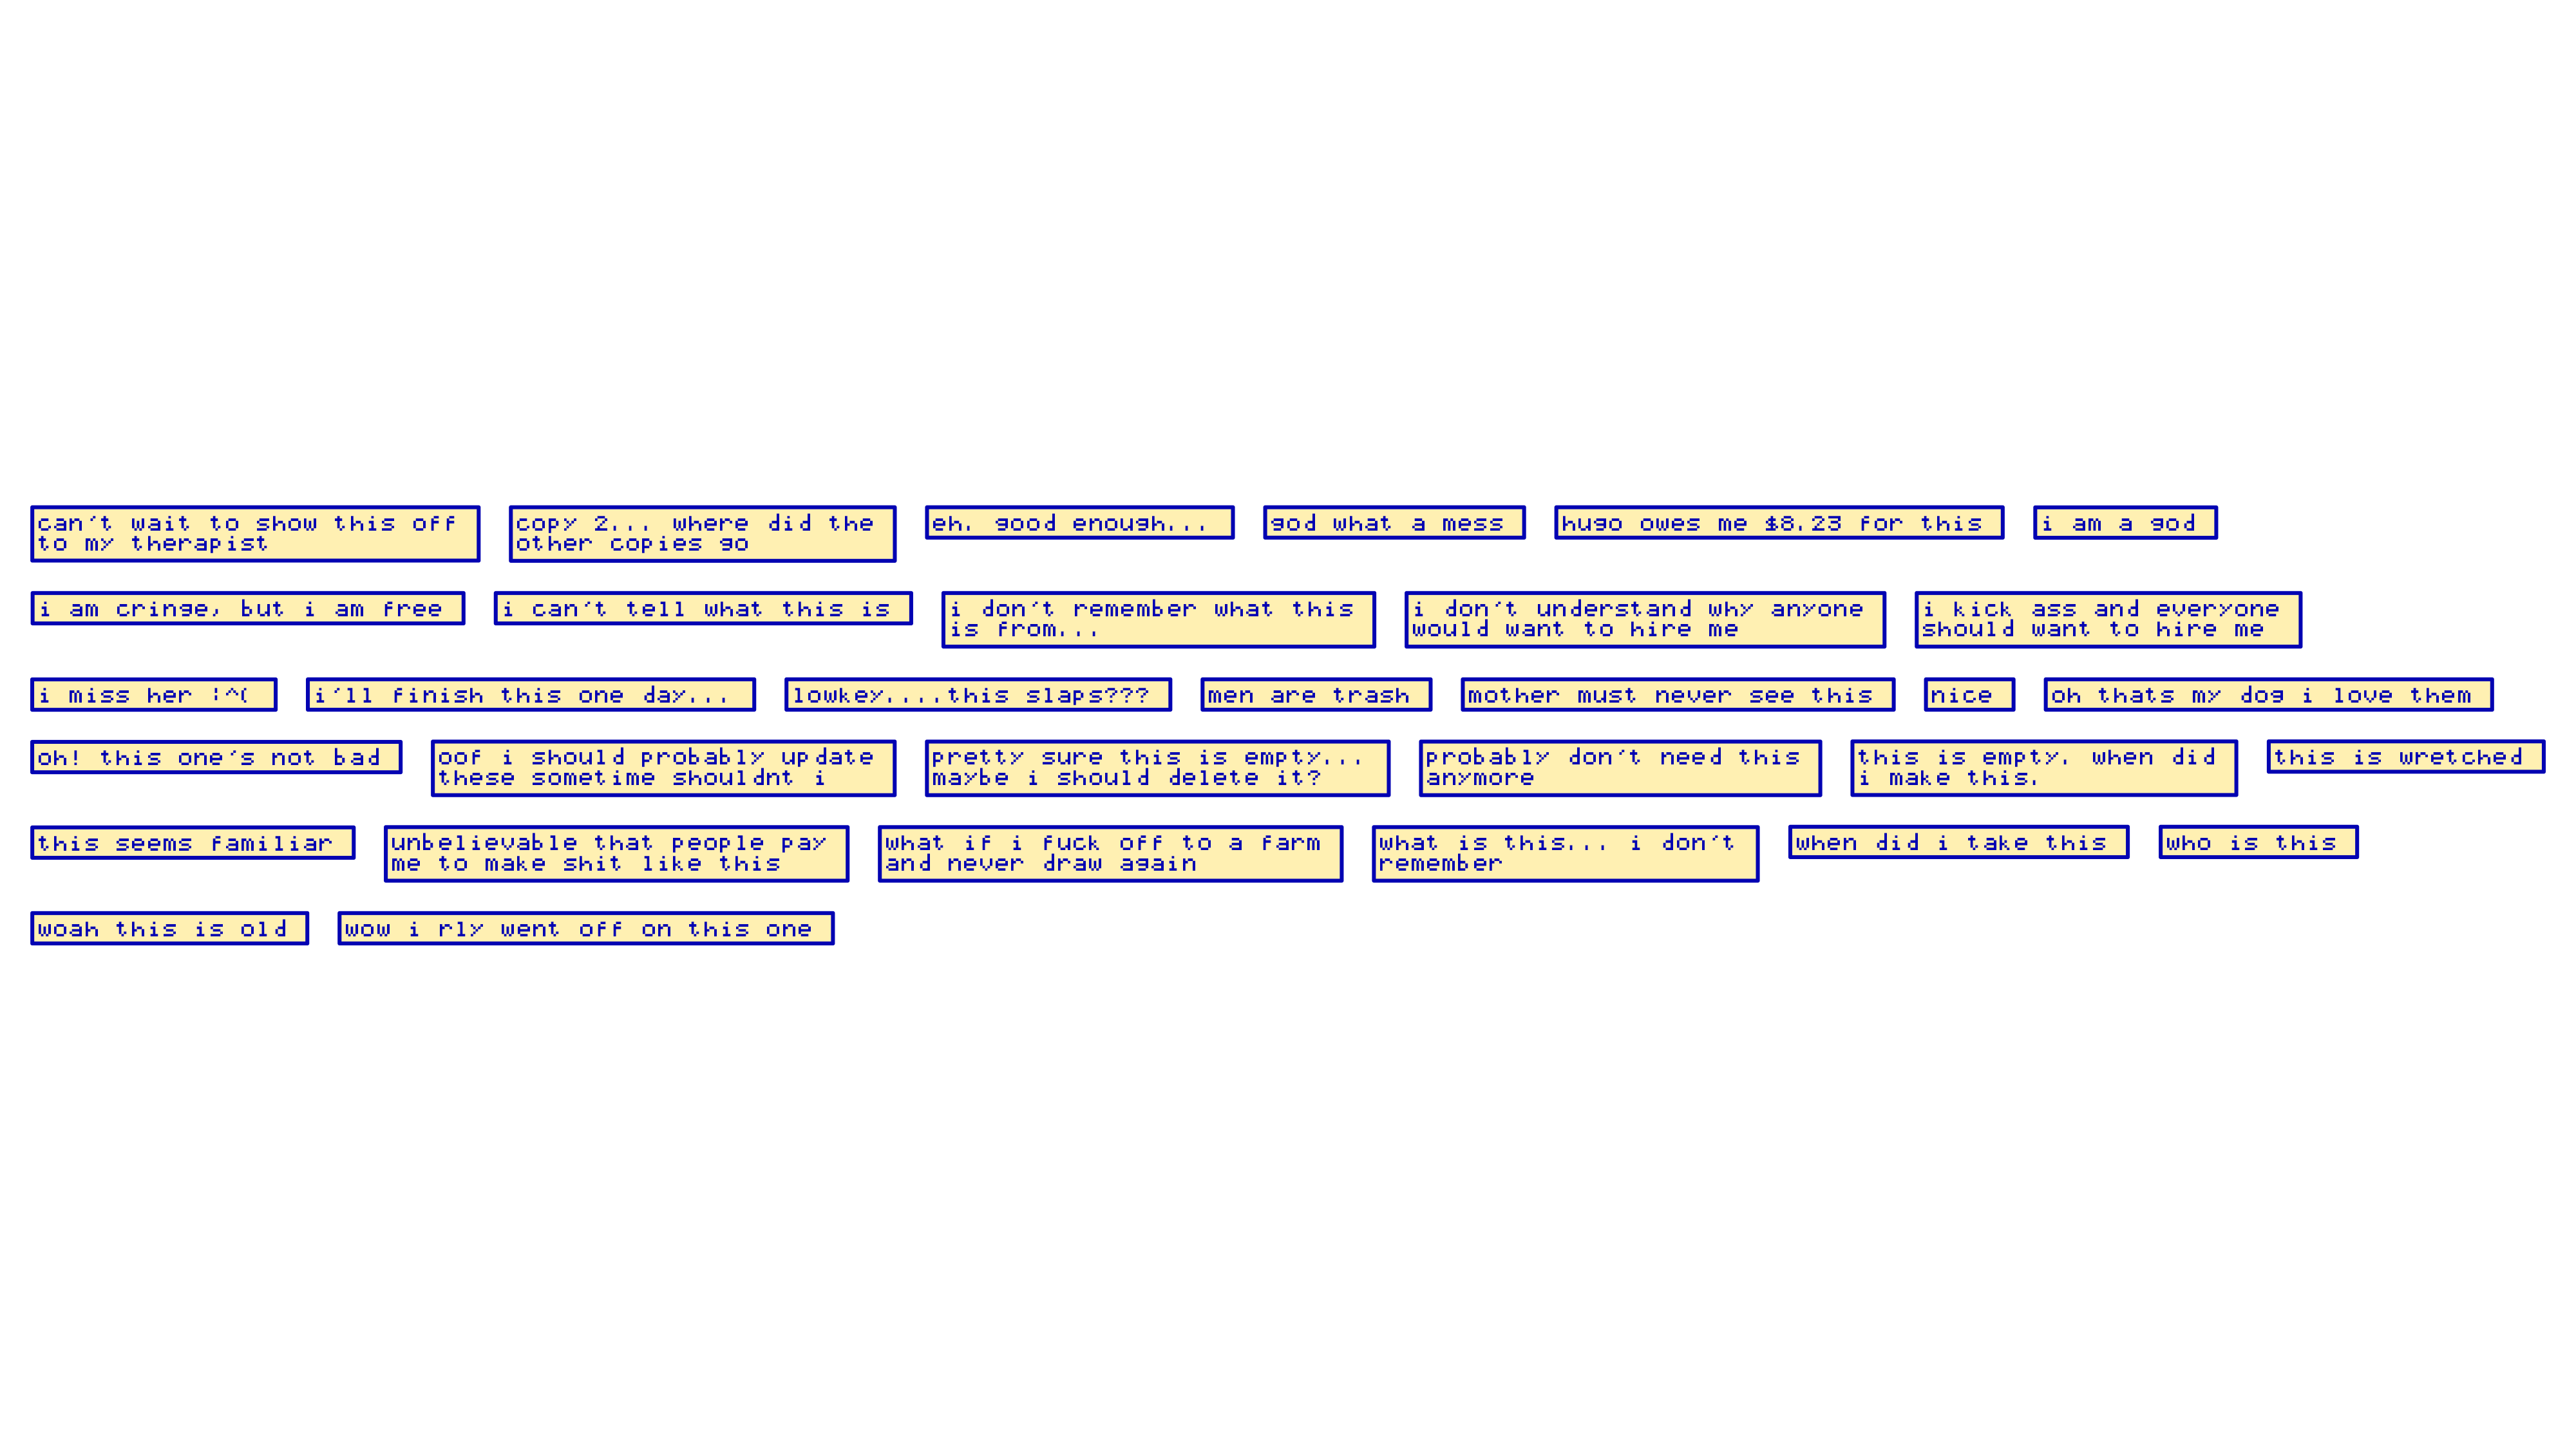 can't wait to show this off
to my therapist
copy 2... where did the
other copies go
eh. good enough...
god what a mess
hugo owes me $8.23 for this
i am a god
i am cringe, but i am free
i can't tell what this is
i don't remember what this
is from...
i don't understand why anyone
would want to hire me
i kick ass and everyone
should want to hire me
i miss her :^(
i'll finish this one day...
lowkey....this slaps???
men are trash
mother must never see this
nice
oh thats my dog i love them
oh! this one's not bad
oof i should probably update
these sometime shouldnt i
pretty sure this is empty...
maybe i should delete it?
probably don't need this
anymore
this is empty. when did
i make this.
this is wretched
this seems familiar
unbelievable that people pay
me to make shit like this
what if i fuck off to a farm
and never draw again
what is this... i don't
remember
when did i take this
who is this
woah this is old
wow i rly went off on this one